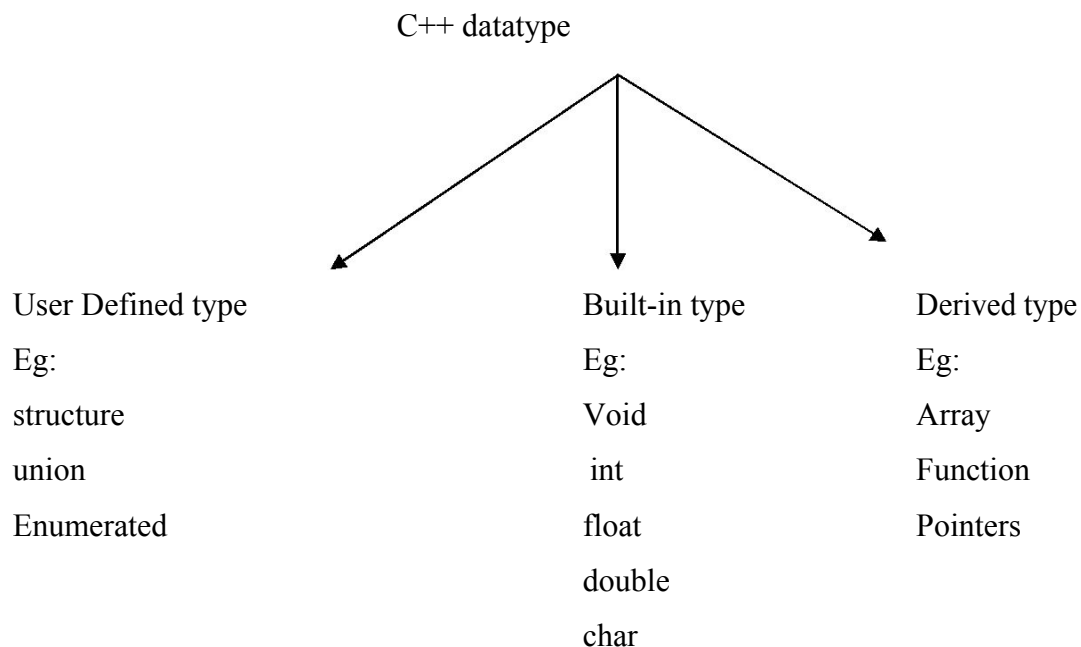 C++ datatype
User Defined type
Eg:
structure
union
Enumerated
Built-in type
Eg:
Void
int
float
double
char
Derived type
Eg:
Array
Function
Pointers